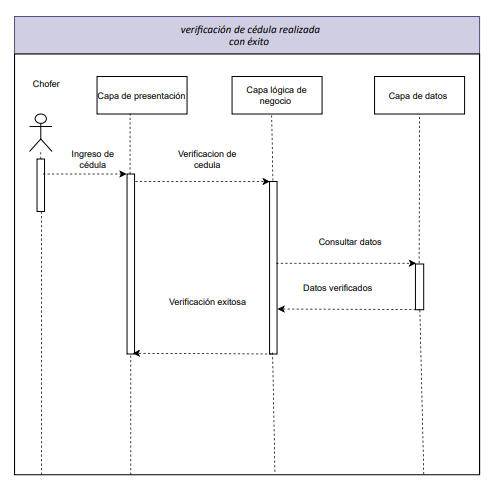 verificación de cédula realizada
con éxito
Chofer
Capa de presentación
Capa lógica de
negocio
Capa de datos
Ingreso de
cédula
Verificacion de
cedula
Consultar datos
Datos verificados
Verificación exitosa